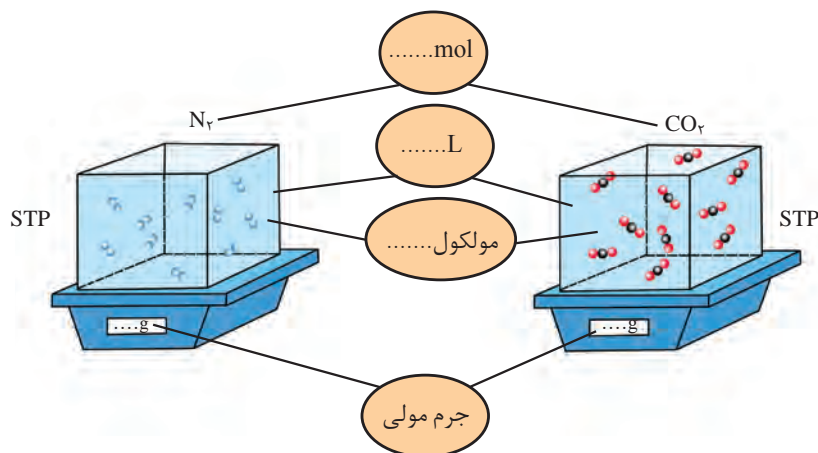 .......mol
N۲
CO۲
.......L
STP
STP
مولکول.......
....g
....g
جرم مولی